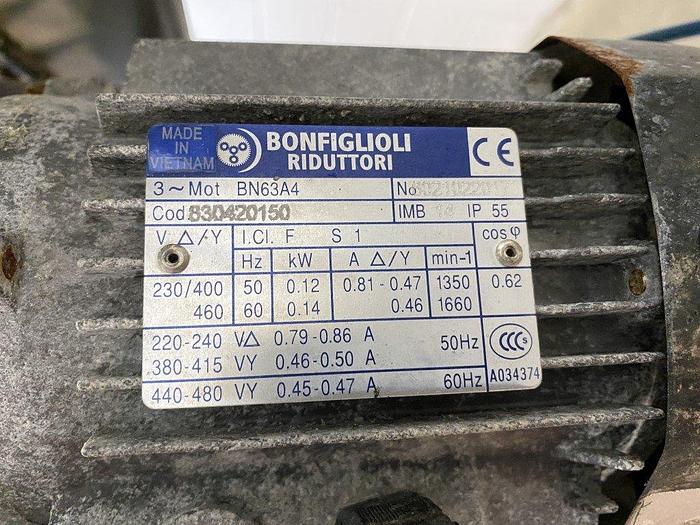 MADE
IN
VIETNAM
BONFIGLIOLI
RIDUTTORI
CE
3~Mot BN63A4 No
Cod 830420150 IMB 14 IP 55
V Δ/Y I.Cl. F S 1 cosφ
Hz kW A Δ/Y min-1
230/400 50 0.12 0.81 - 0.47 1350 0.62
460 60 0.14 0.46 1660
220-240 VΔ 0.79-0.86 A 50Hz
380-415 VY 0.46-0.50 A
440-480 VY 0.45-0.47 A 60Hz
CCC S
A034374